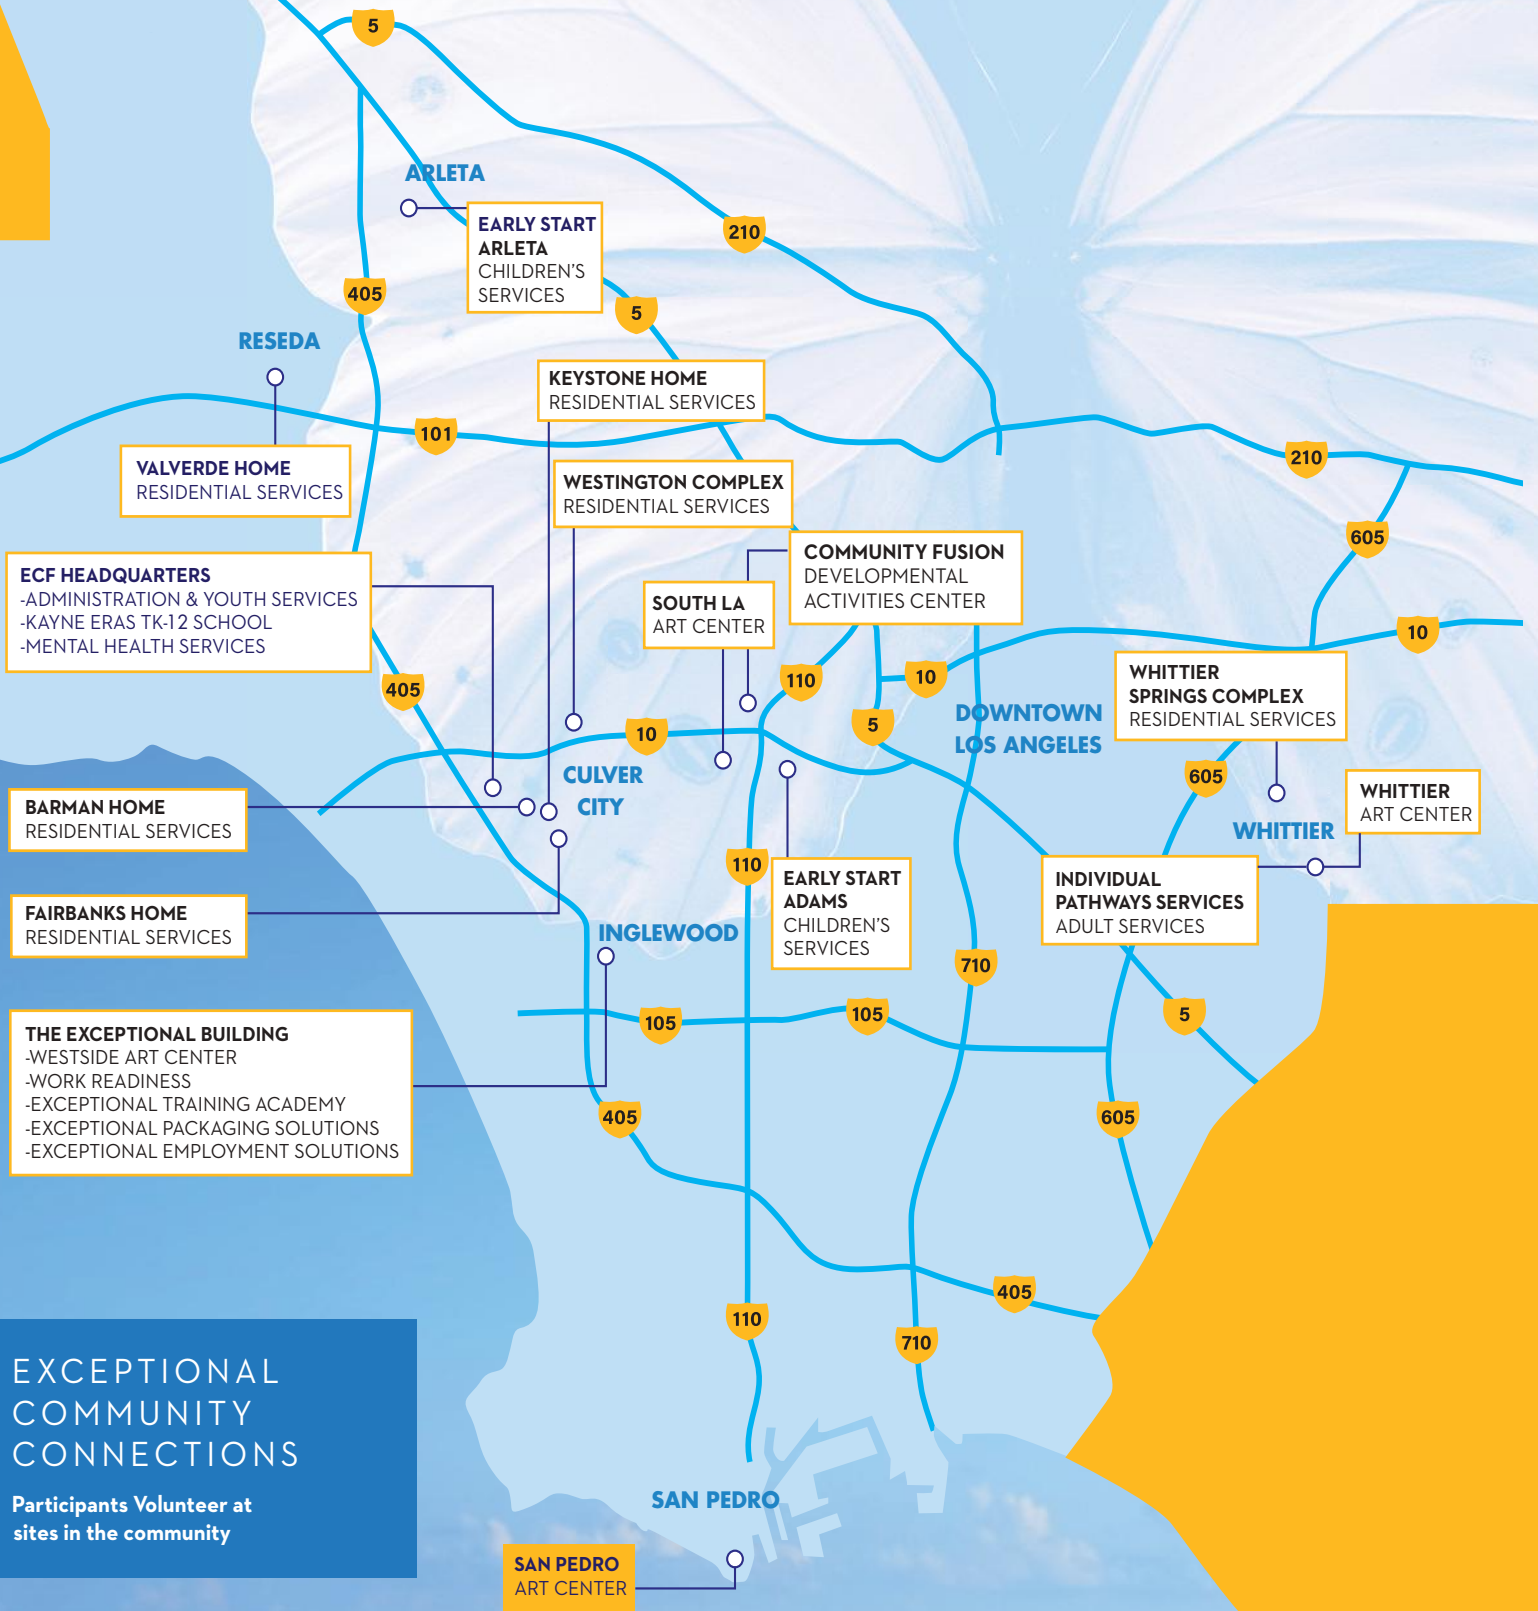 5
ARLETA
EARLY START
ARLETA
CHILDREN'S
SERVICES
210
405
5
RESEDA
KEYSTONE HOME
RESIDENTIAL SERVICES
101
VALVERDE HOME
RESIDENTIAL SERVICES
210
WESTINGTON COMPLEX
RESIDENTIAL SERVICES
605
COMMUNITY FUSION
DEVELOPMENTAL
ACTIVITIES CENTER
ECF HEADQUARTERS
-ADMINISTRATION & YOUTH SERVICES
-KAYNE ERAS TK-12 SCHOOL
-MENTAL HEALTH SERVICES
SOUTH LA
ART CENTER
10
405
110
10
WHITTIER
SPRINGS COMPLEX
RESIDENTIAL SERVICES
10
5
DOWNTOWN
LOS ANGELES
CULVER
CITY
605
BARMAN HOME
RESIDENTIAL SERVICES
WHITTIER
ART CENTER
WHITTIER
110
EARLY START
ADAMS
CHILDREN'S
SERVICES
INDIVIDUAL
PATHWAYS SERVICES
ADULT SERVICES
FAIRBANKS HOME
RESIDENTIAL SERVICES
INGLEWOOD
710
105
105
5
THE EXCEPTIONAL BUILDING
-WESTSIDE ART CENTER
-WORK READINESS
-EXCEPTIONAL TRAINING ACADEMY
-EXCEPTIONAL PACKAGING SOLUTIONS
-EXCEPTIONAL EMPLOYMENT SOLUTIONS
405
605
405
110
710
EXCEPTIONAL
COMMUNITY
CONNECTIONS
Participants Volunteer at
sites in the community
SAN PEDRO
SAN PEDRO
ART CENTER